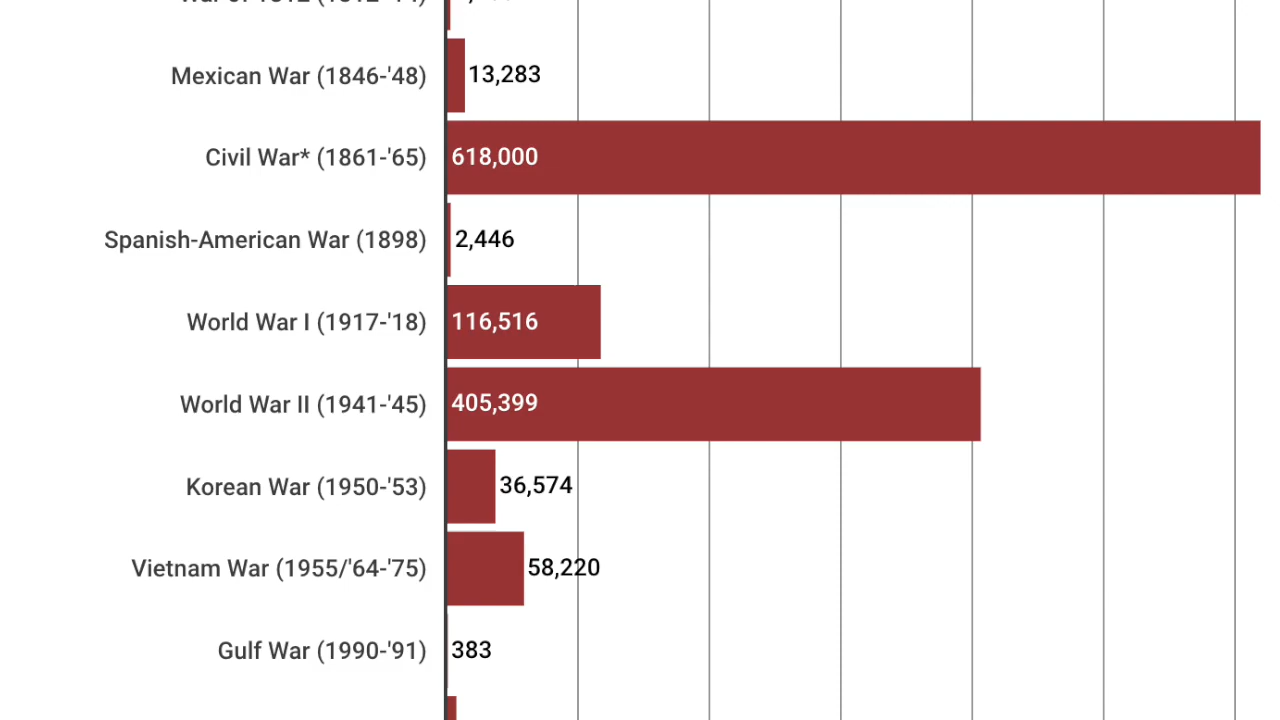 Mexican War (1846-'48) 13,283
Civil War* (1861-'65) 618,000
Spanish-American War (1898) 2,446
World War I (1917-'18) 116,516
World War II (1941-'45) 405,399
Korean War (1950-'53) 36,574
Vietnam War (1955/'64-'75) 58,220
Gulf War (1990-'91) 383